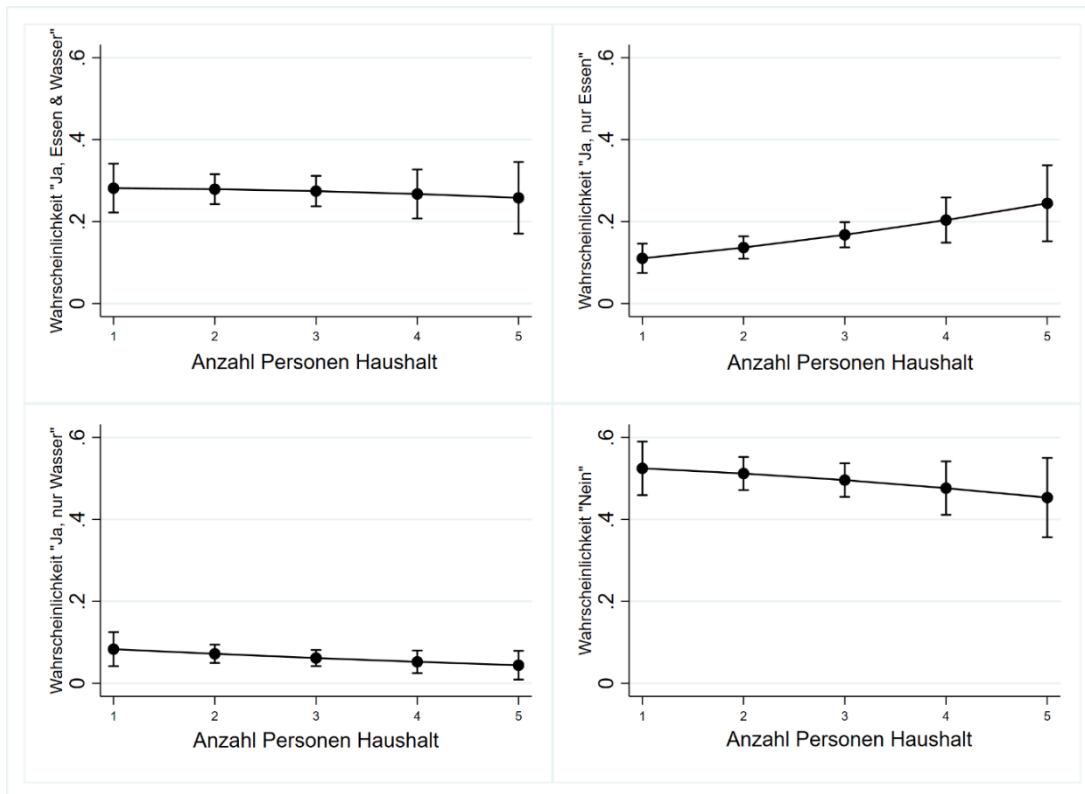 Wahrscheinlichkeit "Ja, Essen & Wasser"
.6
.4
.2
0
1 2 3 4 5
Anzahl Personen Haushalt
Wahrscheinlichkeit "Ja, nur Essen"
.6
.4
.2
0
1 2 3 4 5
Anzahl Personen Haushalt
Wahrscheinlichkeit "Ja, nur Wasser"
.6
.4
.2
0
1 2 3 4 5
Anzahl Personen Haushalt
Wahrscheinlichkeit "Nein"
.6
.4
.2
0
1 2 3 4 5
Anzahl Personen Haushalt